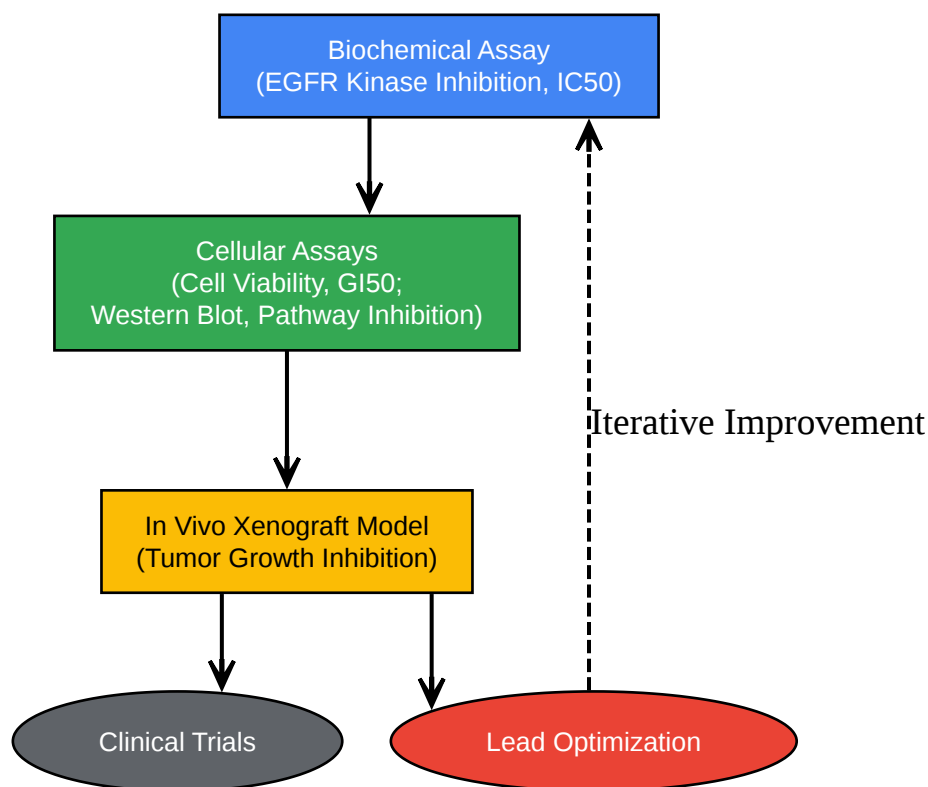 Biochemical Assay
(EGFR Kinase Inhibition, IC50)
Cellular Assays
(Cell Viability, GI50;
Western Blot, Pathway Inhibition)
Iterative Improvement
In Vivo Xenograft Model
(Tumor Growth Inhibition)
Clinical Trials
Lead Optimization